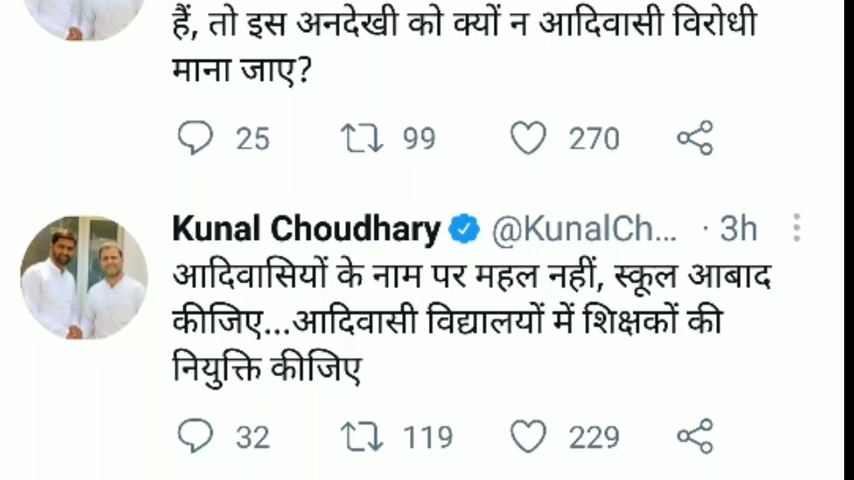 हैं, तो इस अनदेखी को क्यों न आदिवासी विरोधी
माना जाए?
25 99 270
Kunal Choudhary @KunalCh... · 3h
आदिवासियों के नाम पर महल नहीं, स्कूल आबाद
कीजिए...आदिवासी विद्यालयों में शिक्षकों की
नियुक्ति कीजिए
32 119 229